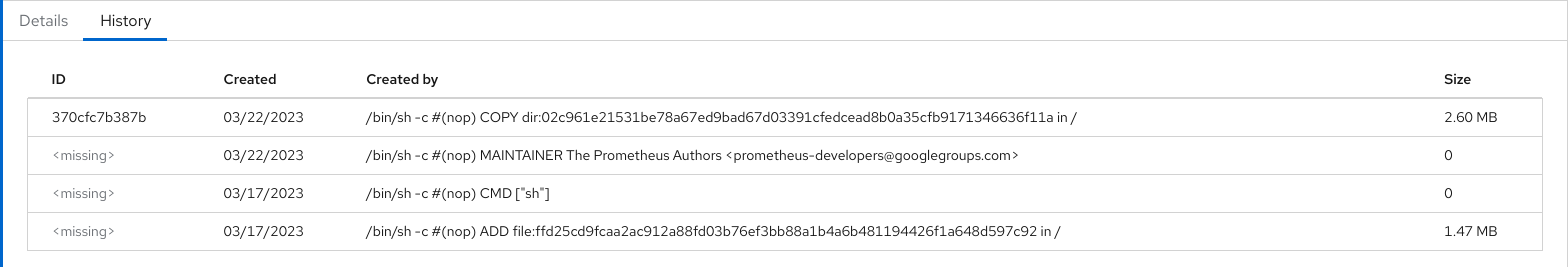 Details History
ID Created Created by Size
370cfc7b387b 03/22/2023 /bin/sh -c #(nop) COPY dir:02c961e21531be78a67ed9bad67d03391cfedcead8b0a35cfb9171346636f11a in / 2.60 MB
<missing> 03/22/2023 /bin/sh -c #(nop) MAINTAINER The Prometheus Authors <prometheus-developers@googlegroups.com> 0
<missing> 03/17/2023 /bin/sh -c #(nop) CMD ["sh"] 0
<missing> 03/17/2023 /bin/sh -c #(nop) ADD file:ffd25cd9fcaa2ac912a88fd03b76ef3bb88a1b4a6b481194426f1a648d597c92 in / 1.47 MB